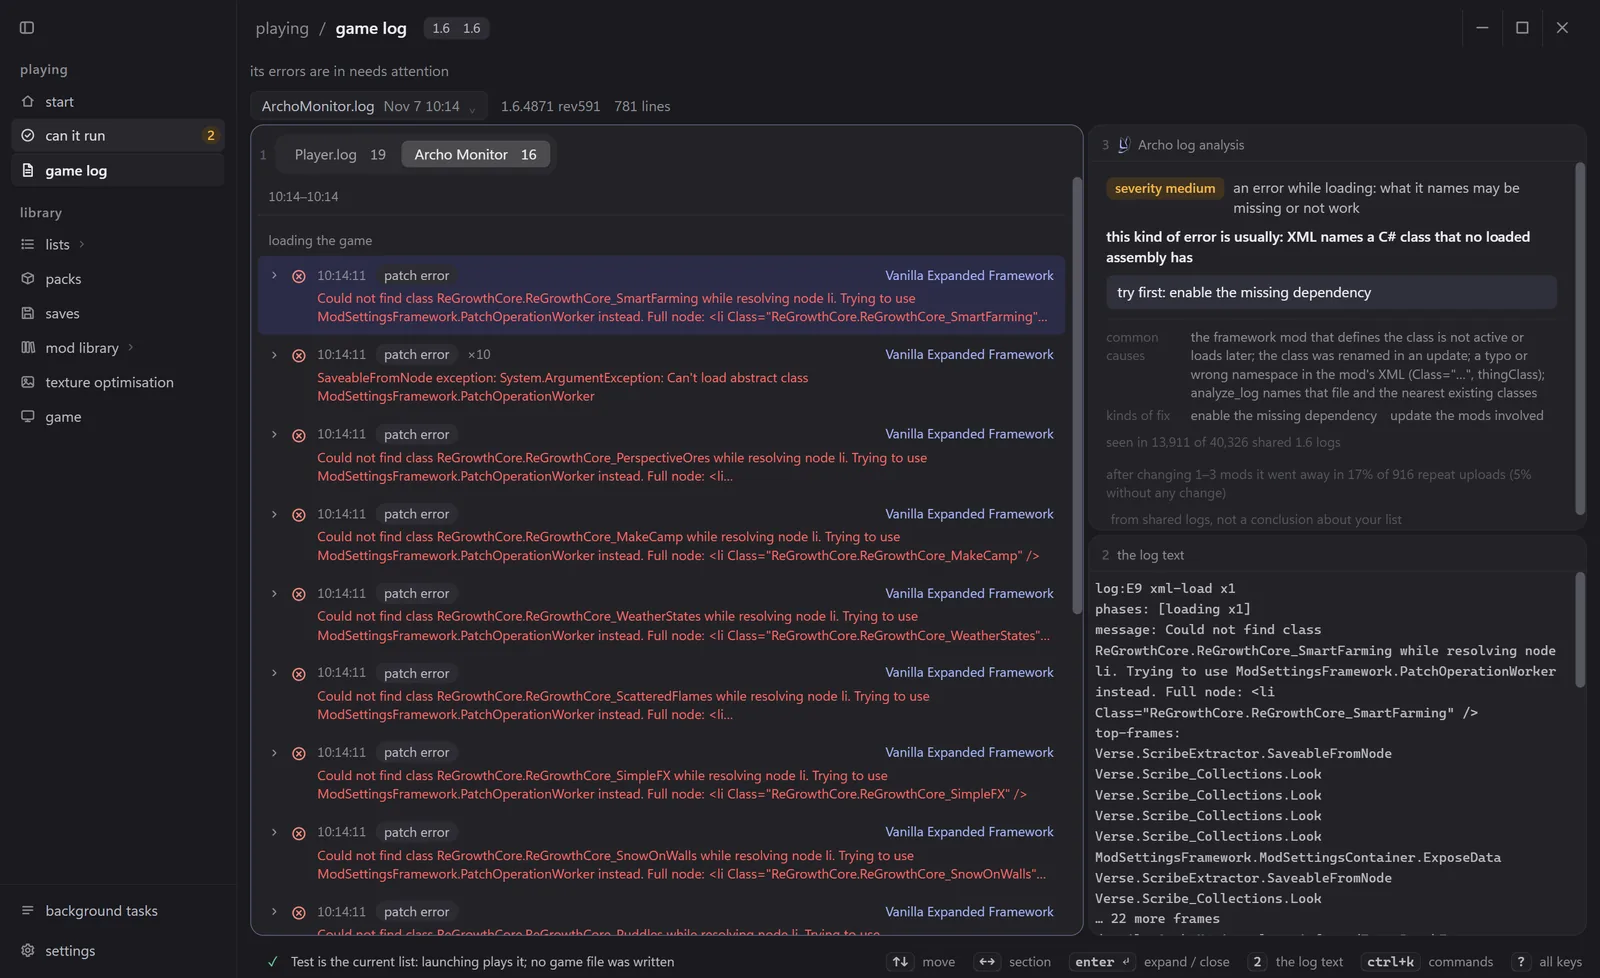 playing / game log 1.6 1.6
playing
start
can it run 2
game log
library
lists
packs
saves
mod library
texture optimisation
game
background tasks
settings
its errors are in needs attention
ArchoMonitor.log Nov 7 10:14 1.6.4871 rev591 781 lines
1 Player.log 19 Archo Monitor 16
10:14–10:14
loading the game
10:14:11 patch error Vanilla Expanded Framework
Could not find class ReGrowthCore.ReGrowthCore_SmartFarming while resolving node li. Trying to use
ModSettingsFramework.PatchOperationWorker instead. Full node: <li Class="ReGrowthCore.ReGrowthCore_SmartFarming"...
10:14:11 patch error ×10 Vanilla Expanded Framework
SaveableFromNode exception: System.ArgumentException: Can't load abstract class
ModSettingsFramework.PatchOperationWorker
10:14:11 patch error Vanilla Expanded Framework
Could not find class ReGrowthCore.ReGrowthCore_PerspectiveOres while resolving node li. Trying to use
ModSettingsFramework.PatchOperationWorker instead. Full node: <li...
10:14:11 patch error Vanilla Expanded Framework
Could not find class ReGrowthCore.ReGrowthCore_MakeCamp while resolving node li. Trying to use
ModSettingsFramework.PatchOperationWorker instead. Full node: <li Class="ReGrowthCore.ReGrowthCore_MakeCamp" />
10:14:11 patch error Vanilla Expanded Framework
Could not find class ReGrowthCore.ReGrowthCore_WeatherStates while resolving node li. Trying to use
ModSettingsFramework.PatchOperationWorker instead. Full node: <li Class="ReGrowthCore.ReGrowthCore_WeatherStates"...
10:14:11 patch error Vanilla Expanded Framework
Could not find class ReGrowthCore.ReGrowthCore_ScatteredFlames while resolving node li. Trying to use
ModSettingsFramework.PatchOperationWorker instead. Full node: <li...
10:14:11 patch error Vanilla Expanded Framework
Could not find class ReGrowthCore.ReGrowthCore_SimpleFX while resolving node li. Trying to use
ModSettingsFramework.PatchOperationWorker instead. Full node: <li Class="ReGrowthCore.ReGrowthCore_SimpleFX" />
10:14:11 patch error Vanilla Expanded Framework
Could not find class ReGrowthCore.ReGrowthCore_SnowOnWalls while resolving node li. Trying to use
ModSettingsFramework.PatchOperationWorker instead. Full node: <li Class="ReGrowthCore.ReGrowthCore_SnowOnWalls"...
10:14:11 patch error Vanilla Expanded Framework
Could not find class ReGrowthCore.ReGrowthCore_Puddles while resolving node li. Trying to use
3 Archo log analysis
severity medium an error while loading: what it names may be
missing or not work
this kind of error is usually: XML names a C# class that no loaded
assembly has
try first: enable the missing dependency
common causes the framework mod that defines the class is not active or
loads later; the class was renamed in an update; a typo or
wrong namespace in the mod's XML (Class="...", thingClass);
analyze_log names that file and the nearest existing classes
kinds of fix enable the missing dependency update the mods involved
seen in 13,911 of 40,326 shared 1.6 logs
after changing 1–3 mods it went away in 17% of 916 repeat uploads (5%
without any change)
from shared logs, not a conclusion about your list
2 the log text
log:E9 xml-load x1
phases: [loading x1]
message: Could not find class
ReGrowthCore.ReGrowthCore_SmartFarming while resolving node
li. Trying to use ModSettingsFramework.PatchOperationWorker
instead. Full node: <li
Class="ReGrowthCore.ReGrowthCore_SmartFarming" />
top-frames:
Verse.ScribeExtractor.SaveableFromNode
Verse.Scribe_Collections.Look
Verse.Scribe_Collections.Look
Verse.Scribe_Collections.Look
Verse.Scribe_Collections.Look
ModSettingsFramework.ModSettingsContainer.ExposeData
Verse.ScribeExtractor.SaveableFromNode
Verse.Scribe_Collections.Look
… 22 more frames
✓ Test is the current list: launching plays it; no game file was written
↑↓ move ↔ section enter ↵ expand / close 2 the log text ctrl+k commands ? all keys